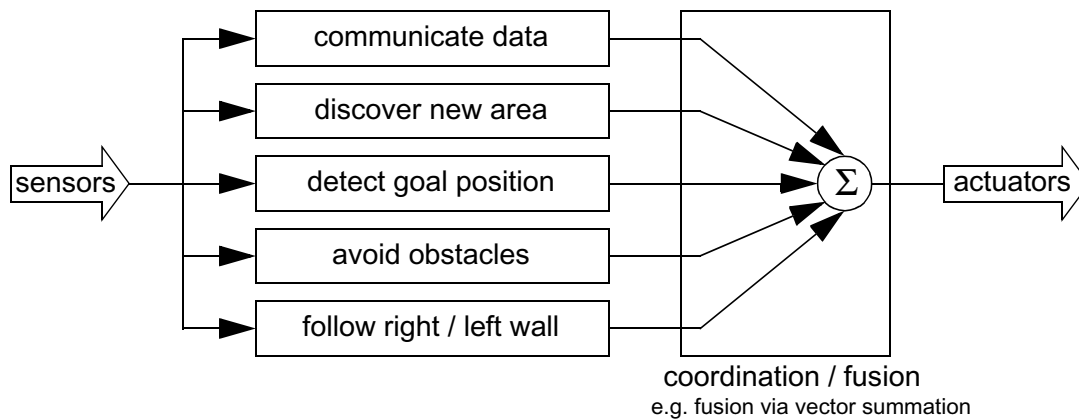 communicate data
discover new area
sensors
detect goal position
Σ
actuators
avoid obstacles
follow right / left wall
coordination / fusion
e.g. fusion via vector summation